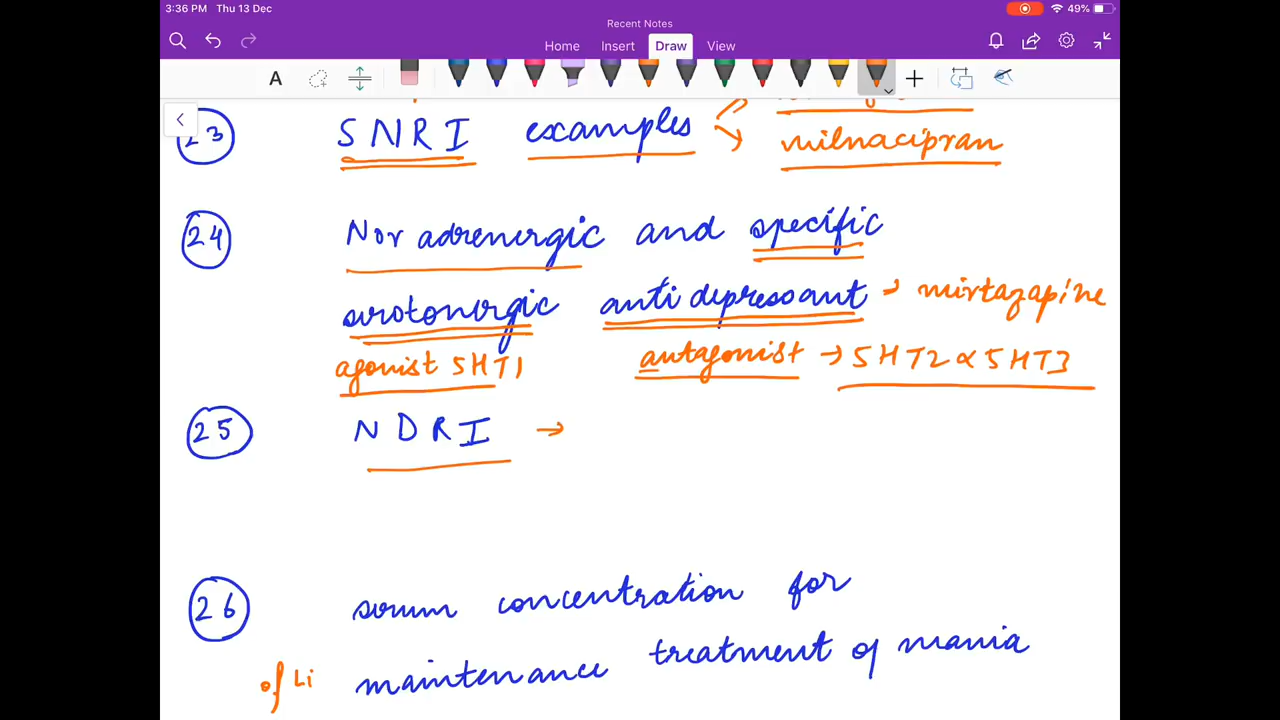 3:36 PM Thu 13 Dec
49%
Recent Notes
Home Insert Draw View
A
23 SNRI examples
milnacipran
24 Nor adrenergic and specific
serotonergic antidepressant → mirtazapine
agonist 5HT1 antagonist → 5HT2 & 5HT3
25 NDRI →
26 serum concentration for
of Li maintenance treatment of mania